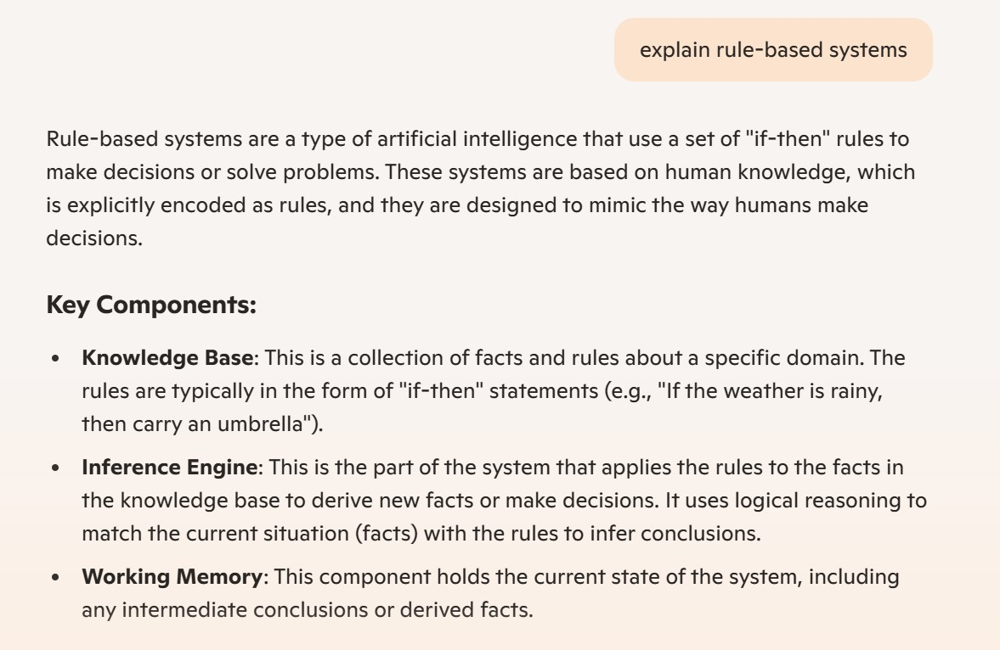 explain rule-based systems
Rule-based systems are a type of artificial intelligence that use a set of "if-then" rules to
make decisions or solve problems. These systems are based on human knowledge, which
is explicitly encoded as rules, and they are designed to mimic the way humans make
decisions.
Key Components:
• Knowledge Base: This is a collection of facts and rules about a specific domain. The
rules are typically in the form of "if-then" statements (e.g., "If the weather is rainy,
then carry an umbrella").
• Inference Engine: This is the part of the system that applies the rules to the facts in
the knowledge base to derive new facts or make decisions. It uses logical reasoning to
match the current situation (facts) with the rules to infer conclusions.
• Working Memory: This component holds the current state of the system, including
any intermediate conclusions or derived facts.